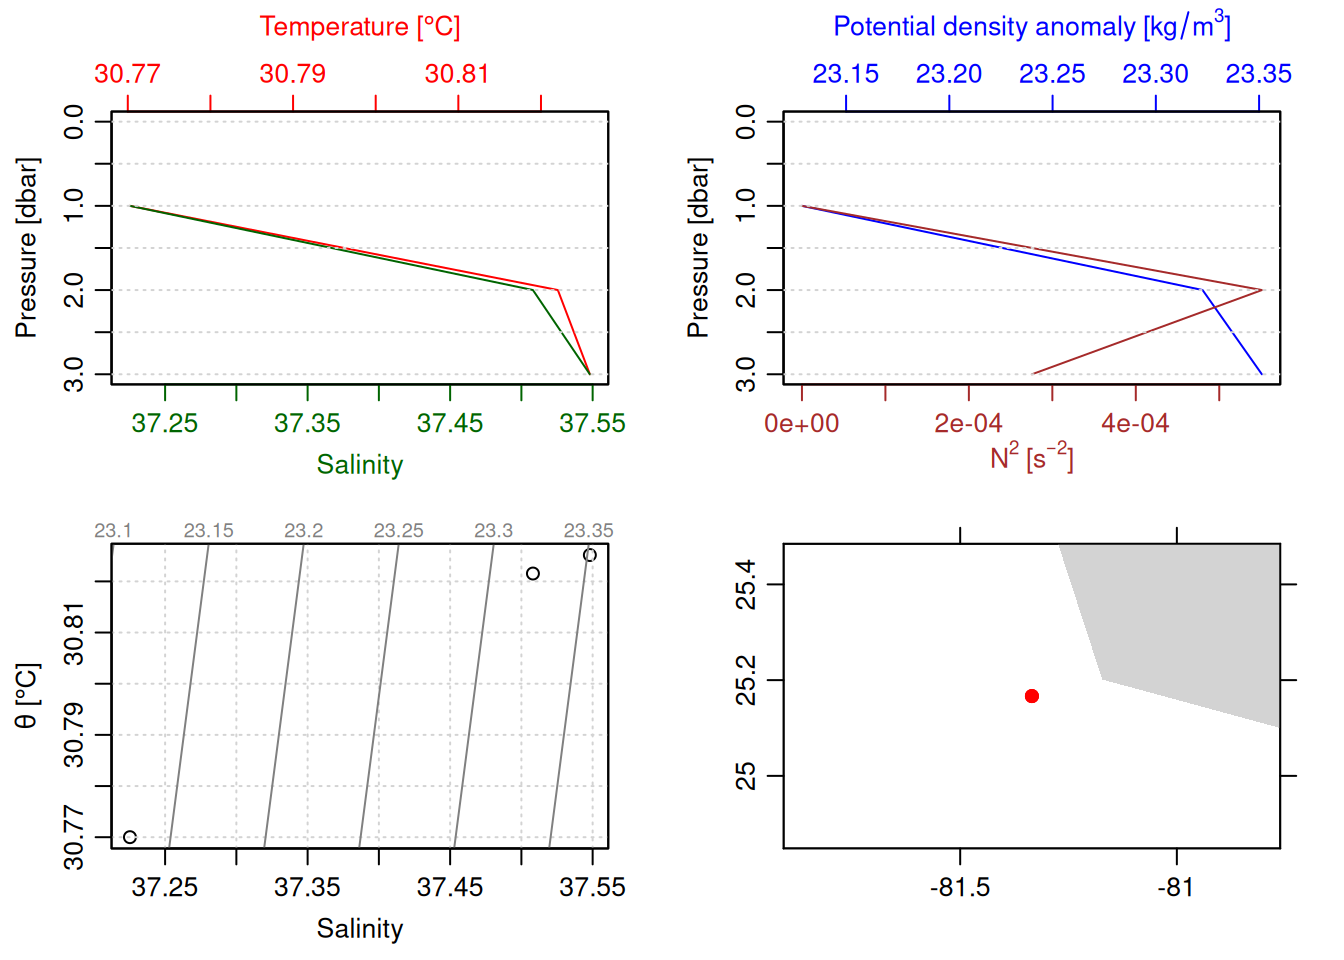 Temperature [°C]
30.77 30.79 30.81
Pressure [dbar]
0.0 1.0 2.0 3.0
37.25 37.35 37.45 37.55
Salinity
Potential density anomaly [kg/m³]
23.15 23.20 23.25 23.30 23.35
Pressure [dbar]
0.0 1.0 2.0 3.0
0e+00 2e-04 4e-04
N² [s⁻²]
23.1 23.15 23.2 23.25 23.3 23.35
θ [°C]
30.77 30.79 30.81
37.25 37.35 37.45 37.55
Salinity
25.4
25.2
25
-81.5 -81